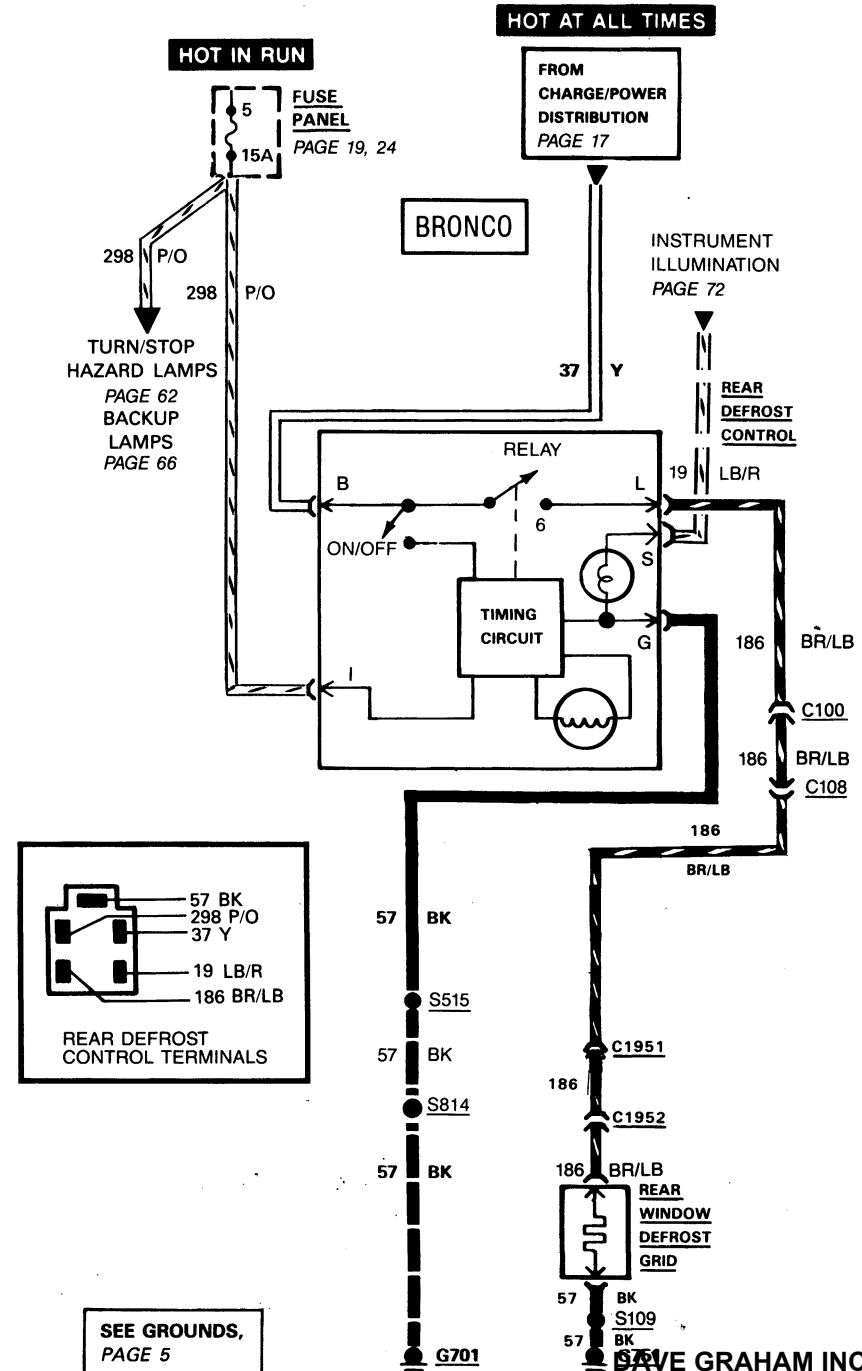 HOT AT ALL TIMES
HOT IN RUN
FROM
CHARGE/POWER
DISTRIBUTION
PAGE 17
5
15A
FUSE
PANEL
PAGE 19, 24
BRONCO
INSTRUMENT
ILLUMINATION
PAGE 72
298 P/O
298 P/O
TURN/STOP
HAZARD LAMPS
PAGE 62
BACKUP
LAMPS
PAGE 66
37 Y
REAR
DEFROST
CONTROL
19 LB/R
RELAY
B
L
6
ON/OFF
S
TIMING
CIRCUIT
G
I
186 BR/LB
C100
186 BR/LB
C108
186
BR/LB
57 BK
298 P/O
37 Y
19 LB/R
186 BR/LB
REAR DEFROST
CONTROL TERMINALS
57 BK
S515
57 BK
S814
57 BK
C1951
186
C1952
186 BR/LB
REAR
WINDOW
DEFROST
GRID
57 BK
S109
57 BK
SEE GROUNDS,
PAGE 5
G701
DAVE GRAHAM INC